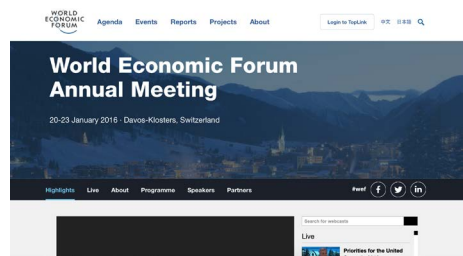 WORLD
ECONOMIC
FORUM
Agenda Events Reports Projects About
Login to TopLink 中文 日本語
World Economic Forum
Annual Meeting
20-23 January 2016 · Davos-Klosters, Switzerland
Highlights Live About Programme Speakers Partners
#wef f in
Search for webcasts
Live
Priorities for the United